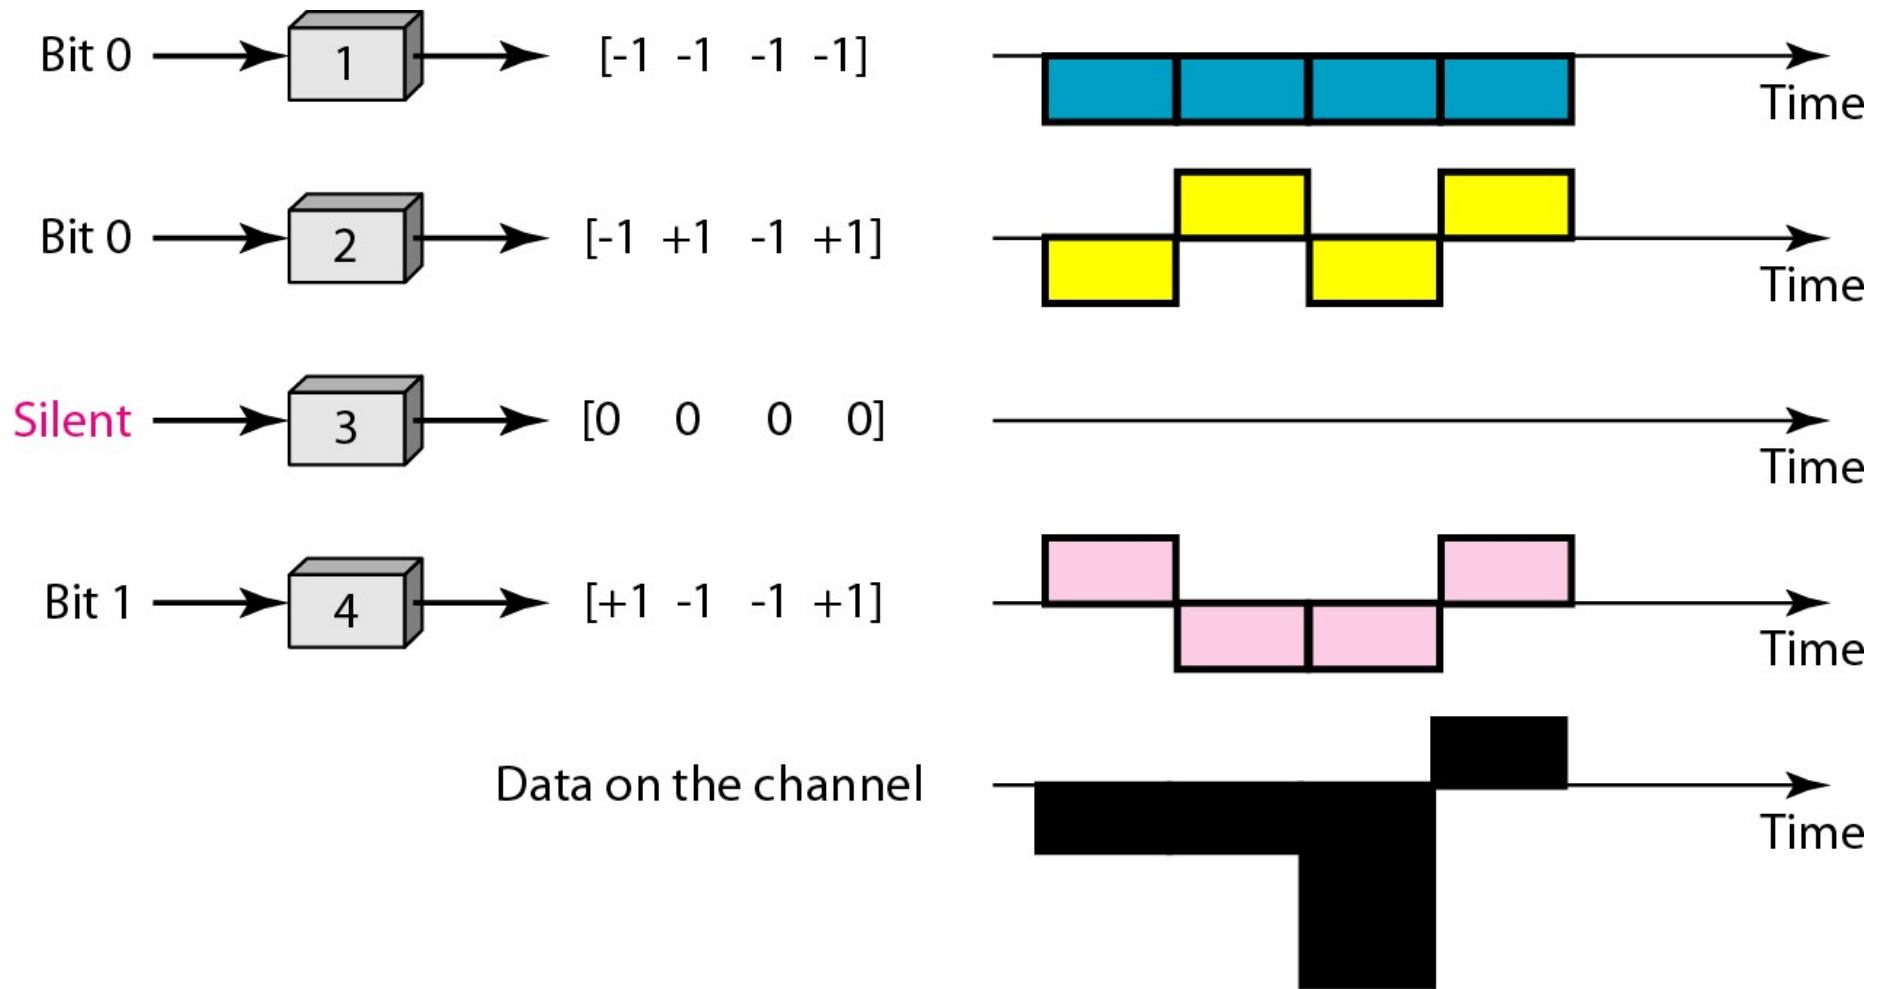 Bit 0 1 [-1 -1 -1 -1]
Time
Bit 0 2 [-1 +1 -1 +1]
Time
Silent 3 [0 0 0 0]
Time
Bit 1 4 [+1 -1 -1 +1]
Time
Data on the channel
Time